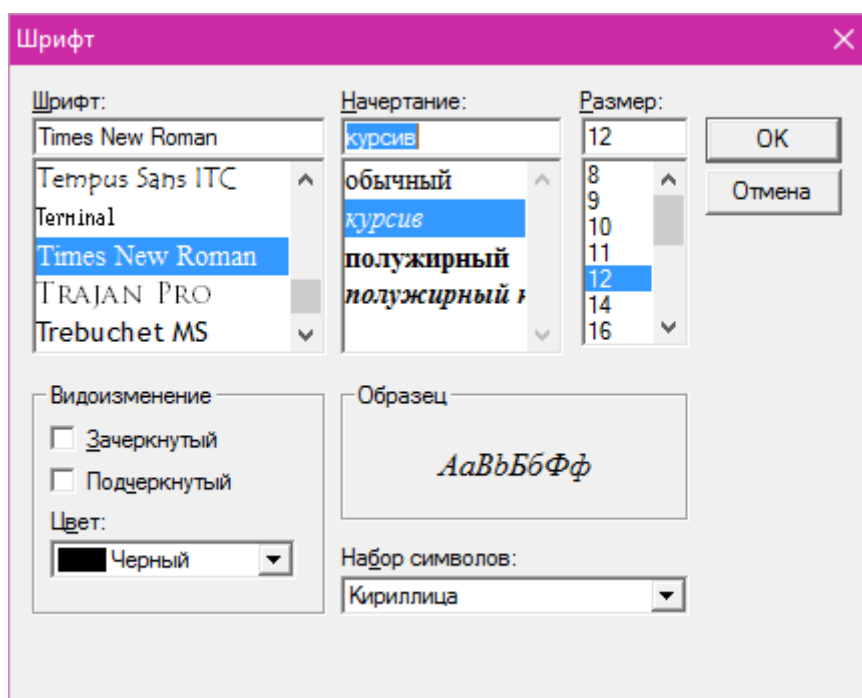 Шрифт
Шрифт:
Times New Roman
Tempus Sans ITC
Terminal
Times New Roman
TRAJAN PRO
Trebuchet MS
Начертание:
курсив
обычный
курсив
полужирный
полужирный к
Размер:
12
8
9
10
11
12
14
16
OK
Отмена
Видоизменение
Зачеркнутый
Подчеркнутый
Цвет:
Черный
Образец
АаBbБбФф
Набор символов:
Кириллица